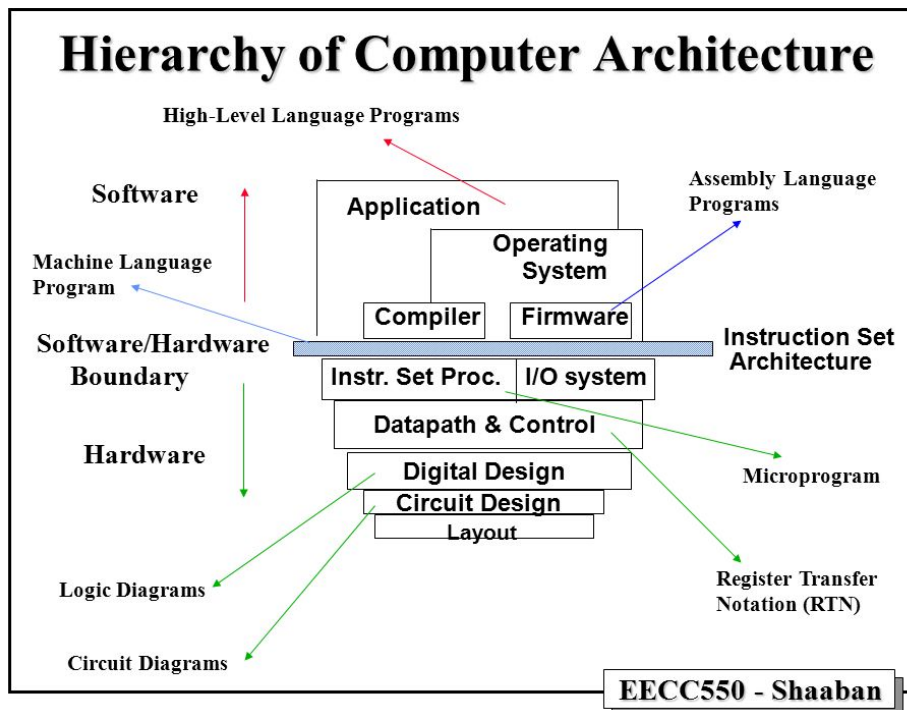 Hierarchy of Computer Architecture
High-Level Language Programs
Software
Application
Assembly Language
Programs
Operating
System
Machine Language
Program
Compiler
Firmware
Software/Hardware
Boundary
Instruction Set
Architecture
Instr. Set Proc.
I/O system
Datapath & Control
Hardware
Digital Design
Microprogram
Circuit Design
Layout
Logic Diagrams
Register Transfer
Notation (RTN)
Circuit Diagrams
EECC550 - Shaaban